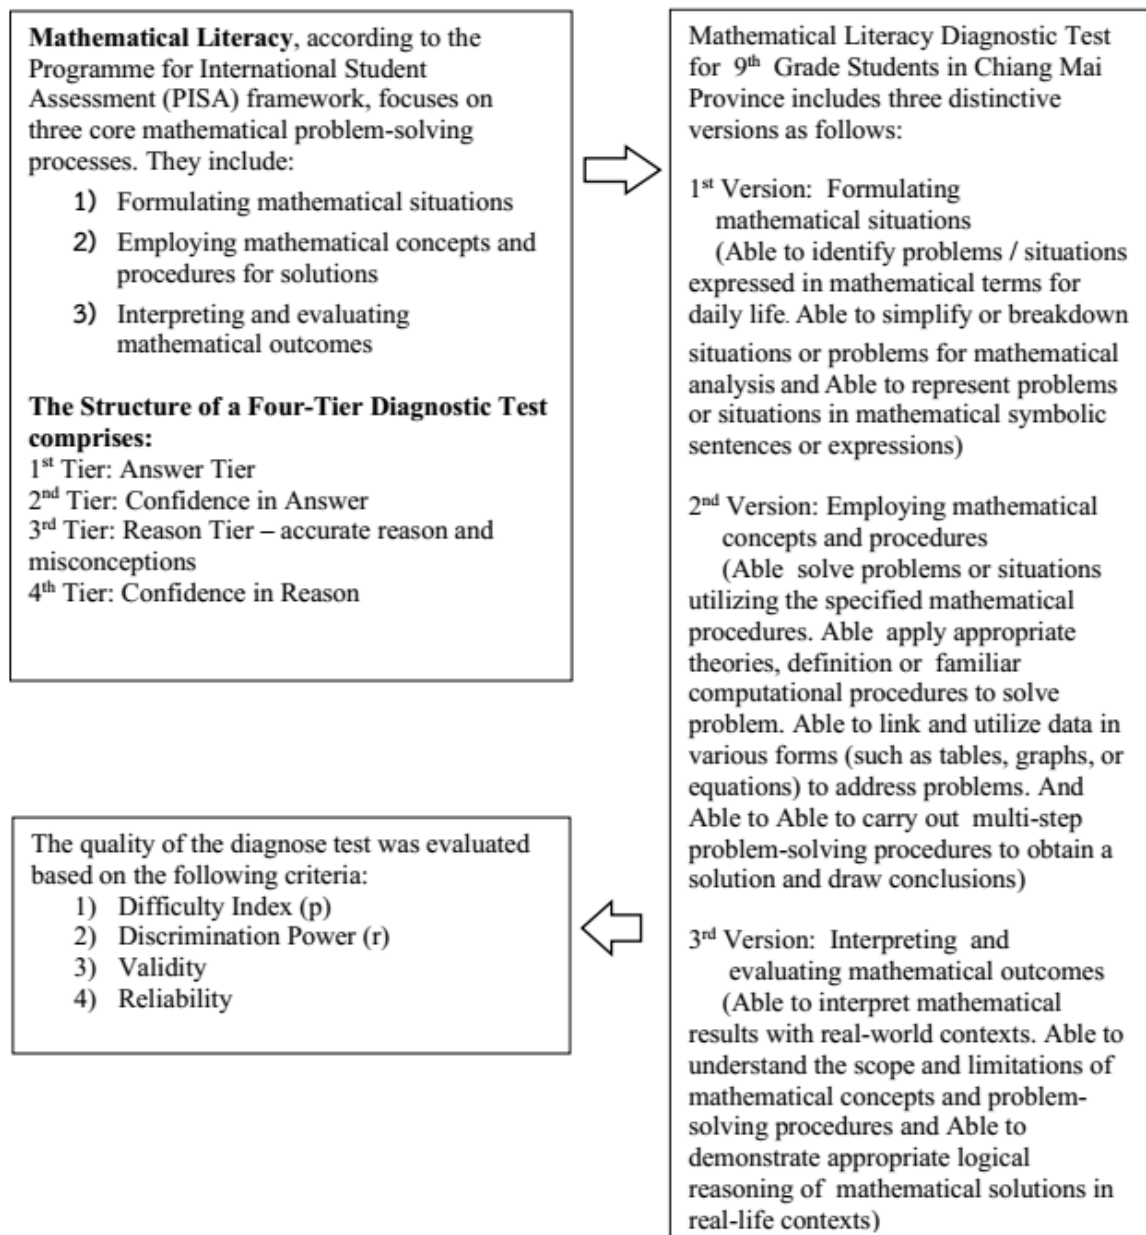 Mathematical Literacy, according to the
Programme for International Student
Assessment (PISA) framework, focuses on
three core mathematical problem-solving
processes. They include:
1) Formulating mathematical situations
2) Employing mathematical concepts and
procedures for solutions
3) Interpreting and evaluating
mathematical outcomes
The Structure of a Four-Tier Diagnostic Test
comprises:
1st Tier: Answer Tier
2nd Tier: Confidence in Answer
3rd Tier: Reason Tier – accurate reason and
misconceptions
4th Tier: Confidence in Reason
Mathematical Literacy Diagnostic Test
for 9th Grade Students in Chiang Mai
Province includes three distinctive
versions as follows:
1st Version: Formulating
mathematical situations
(Able to identify problems / situations
expressed in mathematical terms for
daily life. Able to simplify or breakdown
situations or problems for mathematical
analysis and Able to represent problems
or situations in mathematical symbolic
sentences or expressions)
2nd Version: Employing mathematical
concepts and procedures
(Able solve problems or situations
utilizing the specified mathematical
procedures. Able apply appropriate
theories, definition or familiar
computational procedures to solve
problem. Able to link and utilize data in
various forms (such as tables, graphs, or
equations) to address problems. And
Able to Able to carry out multi-step
problem-solving procedures to obtain a
solution and draw conclusions)
3rd Version: Interpreting and
evaluating mathematical outcomes
(Able to interpret mathematical
results with real-world contexts. Able to
understand the scope and limitations of
mathematical concepts and problem-
solving procedures and Able to
demonstrate appropriate logical
reasoning of mathematical solutions in
real-life contexts)
The quality of the diagnose test was evaluated
based on the following criteria:
1) Difficulty Index (p)
2) Discrimination Power (r)
3) Validity
4) Reliability